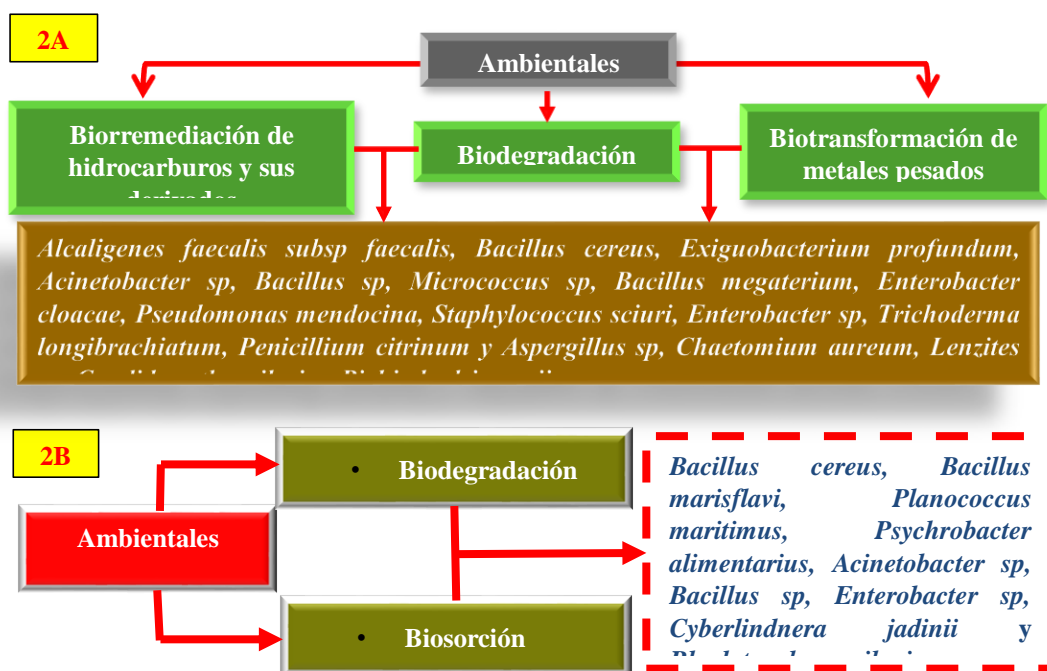 2A
Ambientales
Biorremediación de
hidrocarburos y sus
Biodegradación
Biotransformación de
metales pesados
Alcaligenes faecalis subsp faecalis, Bacillus cereus, Exiguobacterium profundum,
Acinetobacter sp, Bacillus sp, Micrococcus sp, Bacillus megaterium, Enterobacter
cloacae, Pseudomonas mendocina, Staphylococcus sciuri, Enterobacter sp, Trichoderma
longibrachiatum, Penicillium citrinum y Aspergillus sp, Chaetomium aureum, Lenzites
2B
Ambientales
• Biodegradación
• Biosorción
Bacillus cereus, Bacillus
marisflavi, Planococcus
maritimus, Psychrobacter
alimentarius, Acinetobacter sp,
Bacillus sp, Enterobacter sp,
Cyberlindnera jadinii y